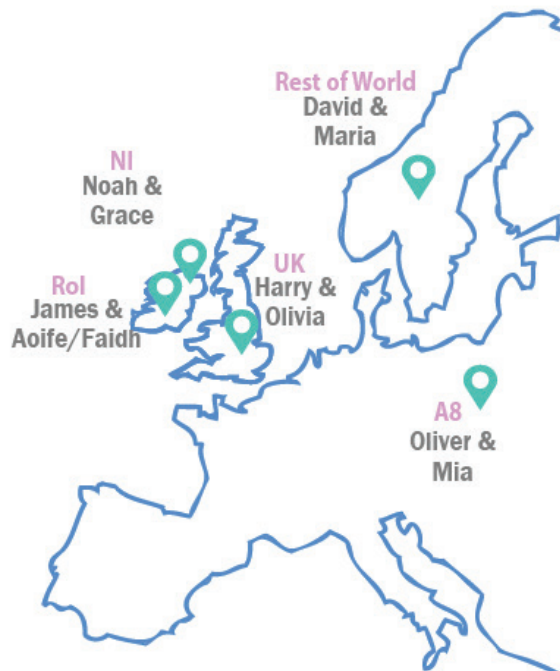 Rest of World
David &
Maria
NI
Noah &
Grace
UK
Harry &
Olivia
RoI
James &
Aoife/Faidh
A8
Oliver &
Mia